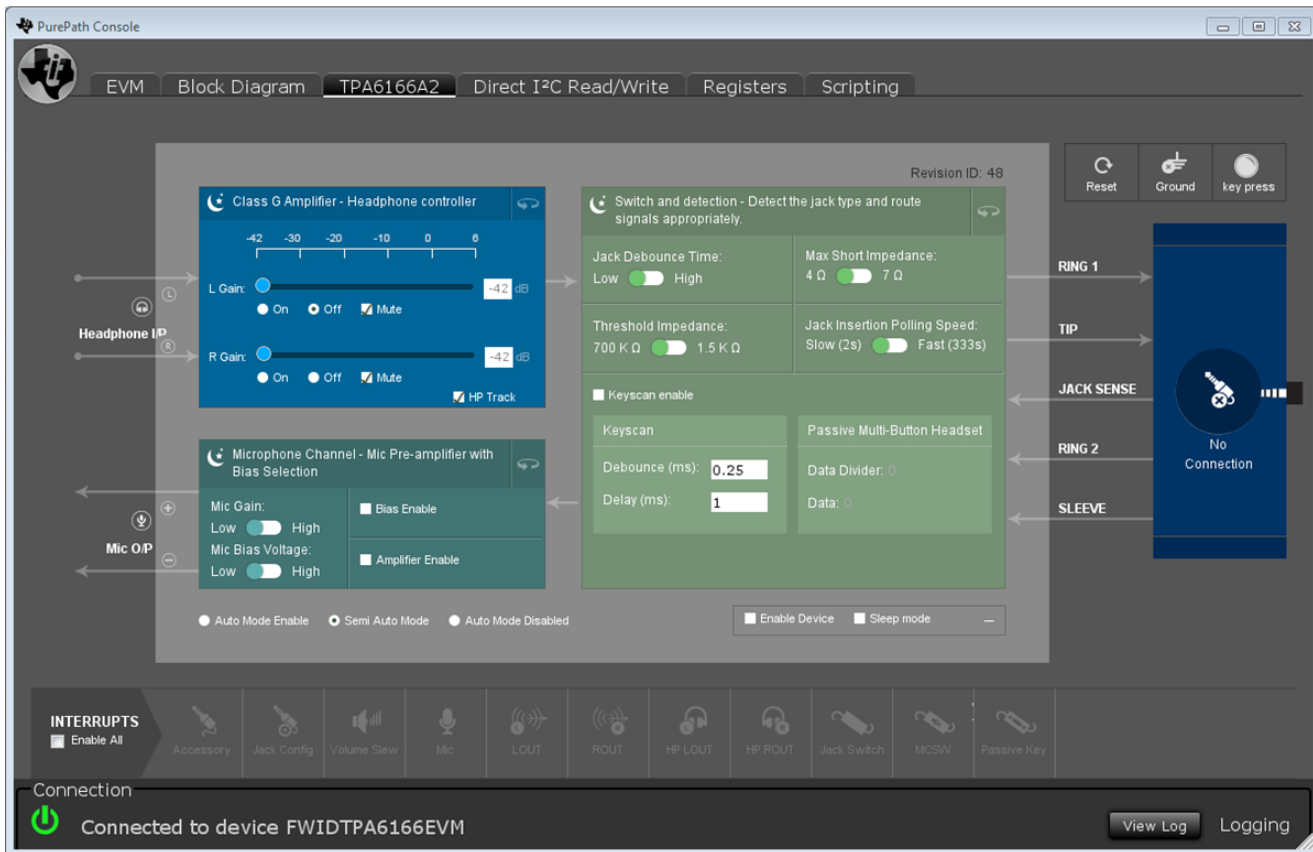 PurePath Console
EVM
Block Diagram
TPA6166A2
Direct I²C Read/Write
Registers
Scripting
Revision ID: 48
Reset
Ground
key press
Class G Amplifier - Headphone controller
-42 -30 -20 -10 0 6
L Gain:
-42 dB
On Off Mute
R Gain:
-42 dB
On Off Mute
HP Track
Headphone I/P
L
R
Microphone Channel - Mic Pre-amplifier with
Bias Selection
Mic Gain:
Low High
Mic Bias Voltage:
Low High
Bias Enable
Amplifier Enable
Mic O/P
Switch and detection - Detect the jack type and route
signals appropriately.
Jack Debounce Time:
Low High
Max Short Impedance:
4 Ω 7 Ω
Threshold Impedance:
700 K Ω 1.5 K Ω
Jack Insertion Polling Speed:
Slow (2s) Fast (333s)
Keyscan enable
Keyscan
Debounce (ms): 0.25
Delay (ms): 1
Passive Multi-Button Headset
Data Divider: 0
Data: 0
RING 1
TIP
JACK SENSE
RING 2
SLEEVE
No
Connection
Auto Mode Enable Semi Auto Mode Auto Mode Disabled
Enable Device Sleep mode
INTERRUPTS
Enable All
Accessory
Jack Config
Volume Slew
Mic
LOUT
ROUT
HP LOUT
HP ROUT
Jack Switch
MCSW
Passive Key
Connection
Connected to device FWIDTPA6166EVM
View Log
Logging